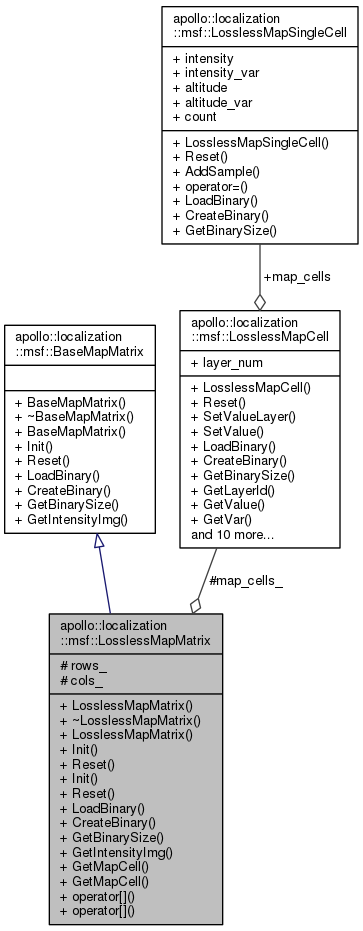 apollo::localization
::msf::LosslessMapSingleCell
+ intensity
+ intensity_var
+ altitude
+ altitude_var
+ count
+ LosslessMapSingleCell()
+ Reset()
+ AddSample()
+ operator=()
+ LoadBinary()
+ CreateBinary()
+ GetBinarySize()
+map_cells
apollo::localization
::msf::BaseMapMatrix
+ BaseMapMatrix()
+ ~BaseMapMatrix()
+ BaseMapMatrix()
+ Init()
+ Reset()
+ LoadBinary()
+ CreateBinary()
+ GetBinarySize()
+ GetIntensityImg()
apollo::localization
::msf::LosslessMapCell
+ layer_num
+ LosslessMapCell()
+ Reset()
+ SetValueLayer()
+ SetValue()
+ LoadBinary()
+ CreateBinary()
+ GetBinarySize()
+ GetLayerId()
+ GetValue()
+ GetVar()
and 10 more...
#map_cells_
apollo::localization
::msf::LosslessMapMatrix
# rows_
# cols_
+ LosslessMapMatrix()
+ ~LosslessMapMatrix()
+ LosslessMapMatrix()
+ Init()
+ Reset()
+ Init()
+ Reset()
+ LoadBinary()
+ CreateBinary()
+ GetBinarySize()
+ GetIntensityImg()
+ GetMapCell()
+ GetMapCell()
+ operator[]()
+ operator[]()